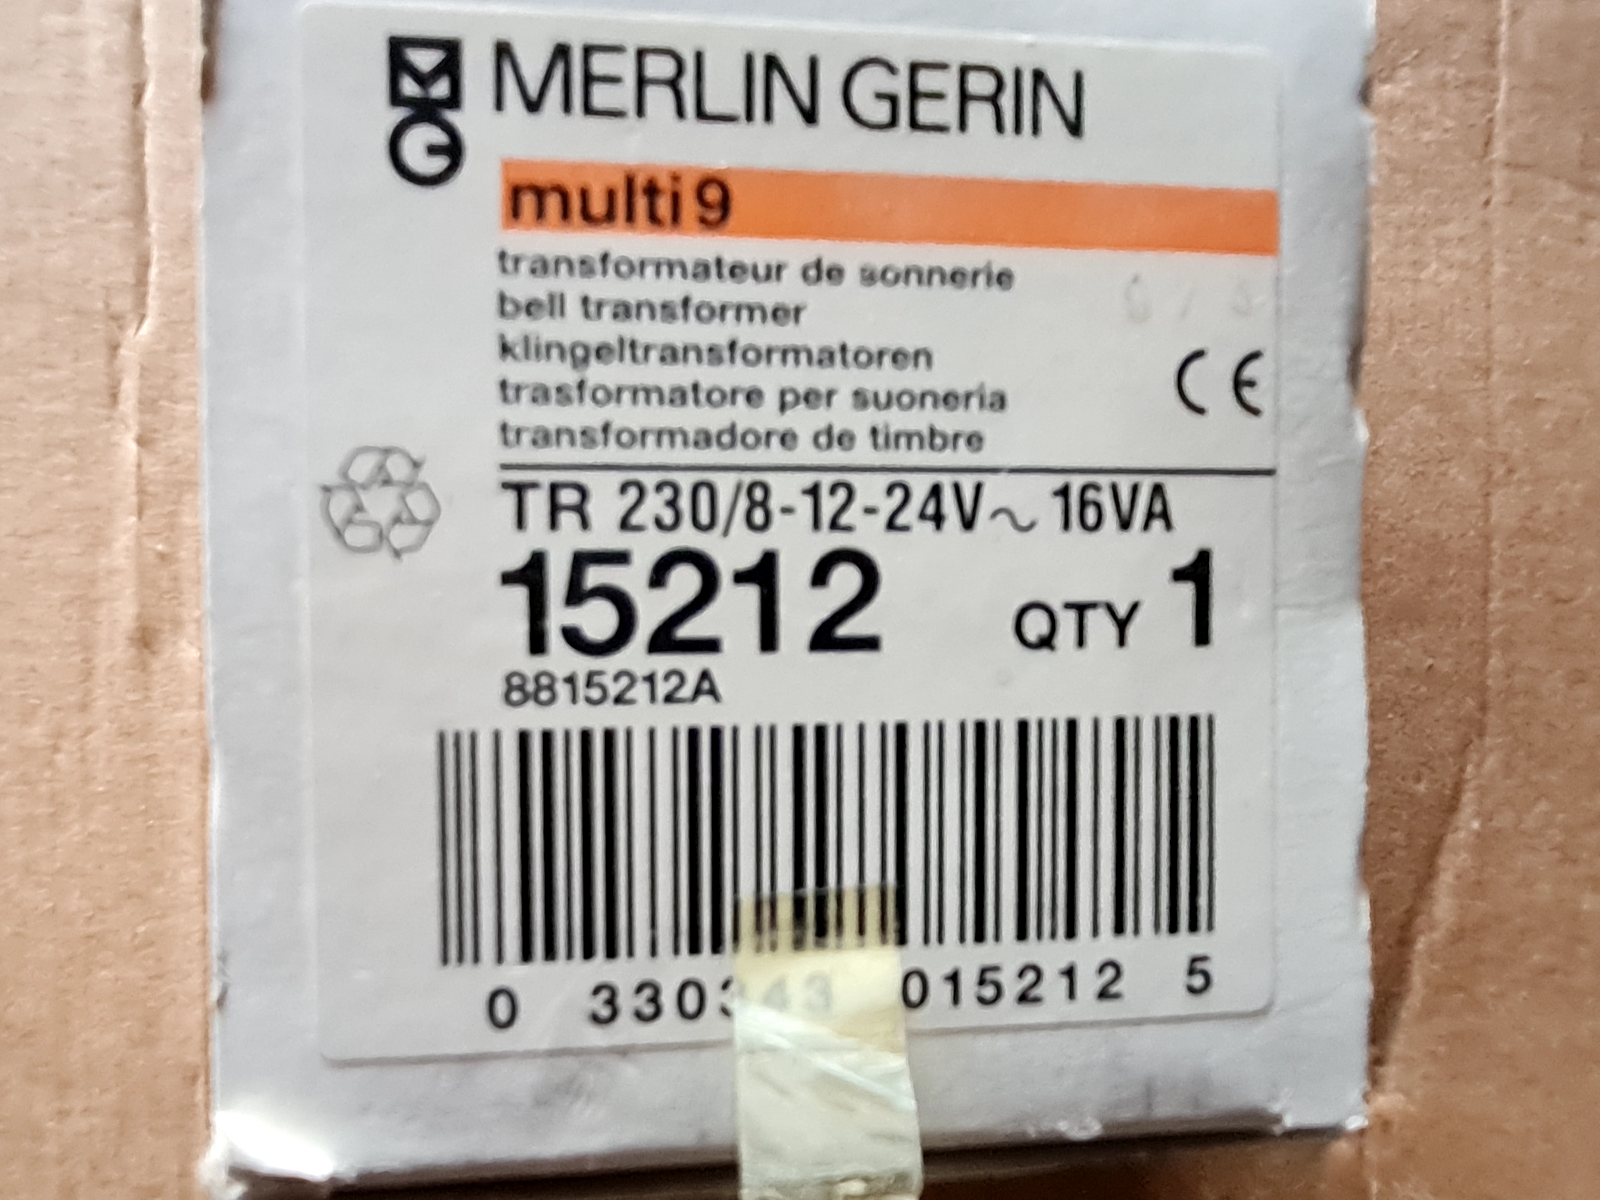 MERLIN GERIN
multi 9
transformateur de sonnerie
bell transformer
klingeltransformatoren
trasformatore per suoneria
transformadore de timbre
CE
TR 230/8-12-24V~ 16VA
15212 QTY 1
8815212A
0 330343 015212 5